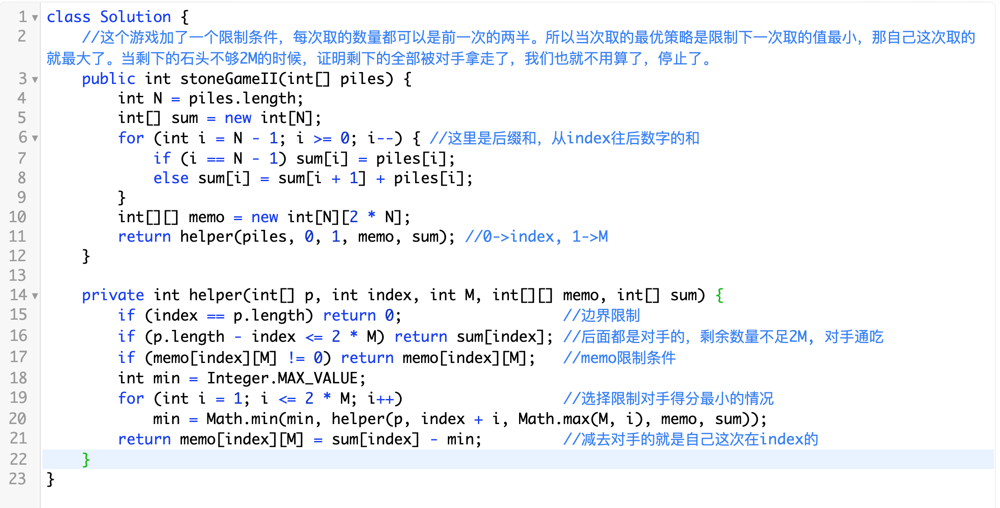 1 class Solution {
2 //这个游戏加了一个限制条件，每次取的数量都可以是前一次的两半。所以当次取的最优策略是限制下一次取的值最小，那自己这次取的
就最大了。当剩下的石头不够2M的时候，证明剩下的全部被对手拿走了，我们也就不用算了，停止了。
3 public int stoneGameII(int[] piles) {
4 int N = piles.length;
5 int[] sum = new int[N];
6 for (int i = N - 1; i >= 0; i--) { //这里是后缀和，从index往后数字的和
7 if (i == N - 1) sum[i] = piles[i];
8 else sum[i] = sum[i + 1] + piles[i];
9 }
10 int[][] memo = new int[N][2 * N];
11 return helper(piles, 0, 1, memo, sum); //0->index, 1->M
12 }
13
14 private int helper(int[] p, int index, int M, int[][] memo, int[] sum) {
15 if (index == p.length) return 0; //边界限制
16 if (p.length - index <= 2 * M) return sum[index]; //后面都是对手的，剩余数量不足2M, 对手通吃
17 if (memo[index][M] != 0) return memo[index][M]; //memo限制条件
18 int min = Integer.MAX_VALUE;
19 for (int i = 1; i <= 2 * M; i++) //选择限制对手得分最小的情况
20 min = Math.min(min, helper(p, index + i, Math.max(M, i), memo, sum));
21 return memo[index][M] = sum[index] - min; //减去对手的就是自己这次在index的
22 }
23 }